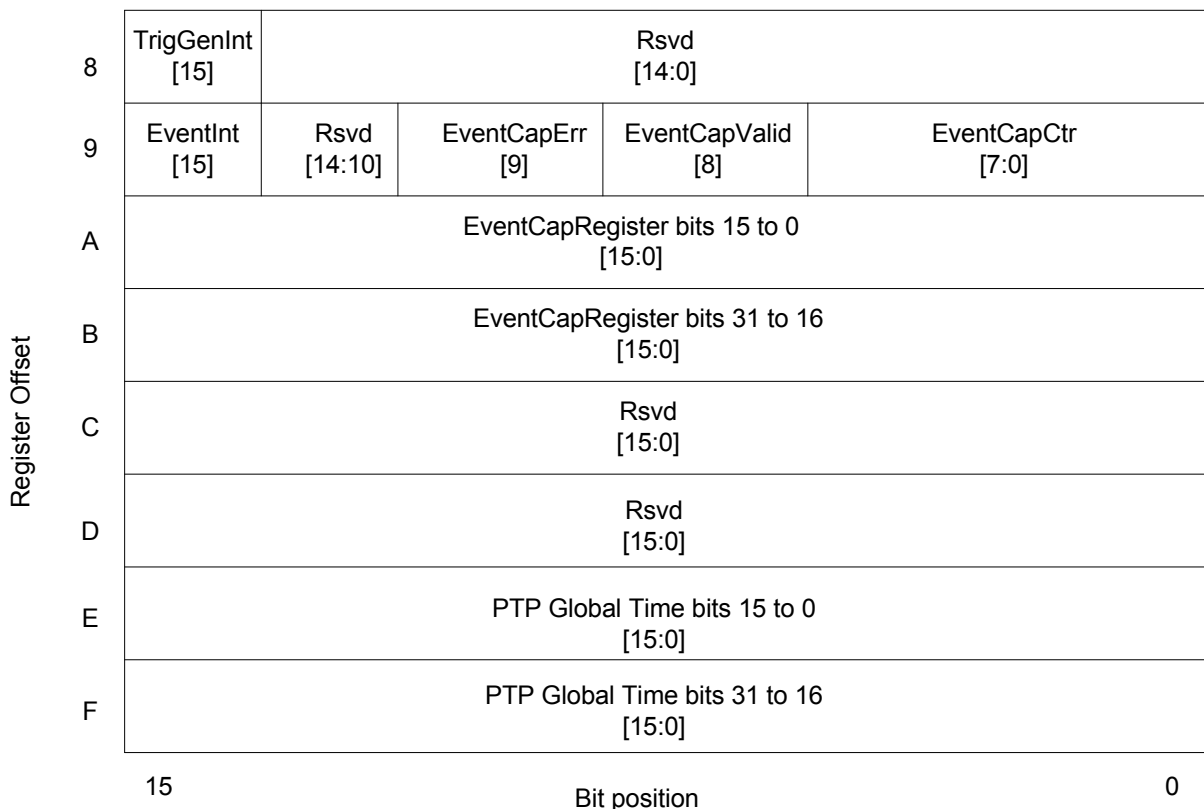 TrigGenInt
[15]
Rsvd
[14:0]
8
EventInt
[15]
Rsvd
[14:10]
EventCapErr
[9]
EventCapValid
[8]
EventCapCtr
[7:0]
9
EventCapRegister bits 15 to 0
[15:0]
A
EventCapRegister bits 31 to 16
[15:0]
B
Rsvd
[15:0]
C
Rsvd
[15:0]
D
PTP Global Time bits 15 to 0
[15:0]
E
PTP Global Time bits 31 to 16
[15:0]
F
Register Offset
15
Bit position
0